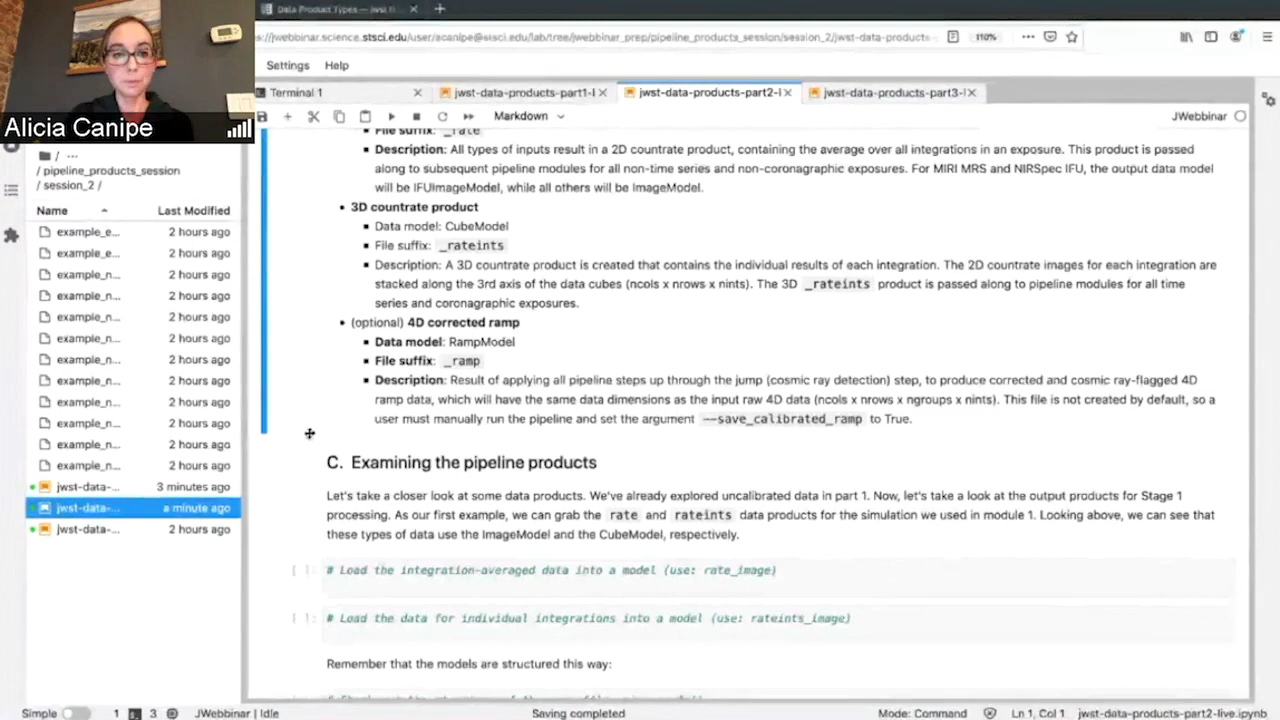 Data Product Types — jwst
s://jwebbinar.science.stsci.edu/user/acanipe@stsci.edu/lab/tree/jwebbinar_prep/pipeline_products_session/session_2/jwst-data-products-
110%
Settings Help
Terminal 1
jwst-data-products-part1-l
jwst-data-products-part2-l
jwst-data-products-part3-l
Markdown
JWebbinar
Alicia Canipe
/ ...
/ pipeline_products_session
/ session_2 /
Name Last Modified
example_e... 2 hours ago
example_e... 2 hours ago
example_n... 2 hours ago
example_n... 2 hours ago
example_n... 2 hours ago
example_n... 2 hours ago
example_n... 2 hours ago
example_n... 2 hours ago
example_n... 2 hours ago
example_n... 2 hours ago
example_n... 2 hours ago
example_n... 2 hours ago
jwst-data-... 3 minutes ago
jwst-data-... a minute ago
jwst-data-... 2 hours ago
File suffix: _rate
Description: All types of inputs result in a 2D countrate product, containing the average over all integrations in an exposure. This product is passed
along to subsequent pipeline modules for all non-time series and non-coronagraphic exposures. For MIRI MRS and NIRSpec IFU, the output data model
will be IFUImageModel, while all others will be ImageModel.
3D countrate product
Data model: CubeModel
File suffix: _rateints
Description: A 3D countrate product is created that contains the individual results of each integration. The 2D countrate images for each integration are
stacked along the 3rd axis of the data cubes (ncols x nrows x nints). The 3D _rateints product is passed along to pipeline modules for all time
series and coronagraphic exposures.
(optional) 4D corrected ramp
Data model: RampModel
File suffix: _ramp
Description: Result of applying all pipeline steps up through the jump (cosmic ray detection) step, to produce corrected and cosmic ray-flagged 4D
ramp data, which will have the same data dimensions as the input raw 4D data (ncols x nrows x ngroups x nints). This file is not created by default, so a
user must manually run the pipeline and set the argument --save_calibrated_ramp to True.
C. Examining the pipeline products
Let's take a closer look at some data products. We've already explored uncalibrated data in part 1. Now, let's take a look at the output products for Stage 1
processing. As our first example, we can grab the rate and rateints data products for the simulation we used in module 1. Looking above, we can see that
these types of data use the ImageModel and the CubeModel, respectively.
[ ]: # Load the integration-averaged data into a model (use: rate_image)
[ ]: # Load the data for individual integrations into a model (use: rateints_image)
Remember that the models are structured this way:
Simple 1 3 JWebbinar | Idle Saving completed Mode: Command Ln 1, Col 1 jwst-data-products-part2-live.ipynb